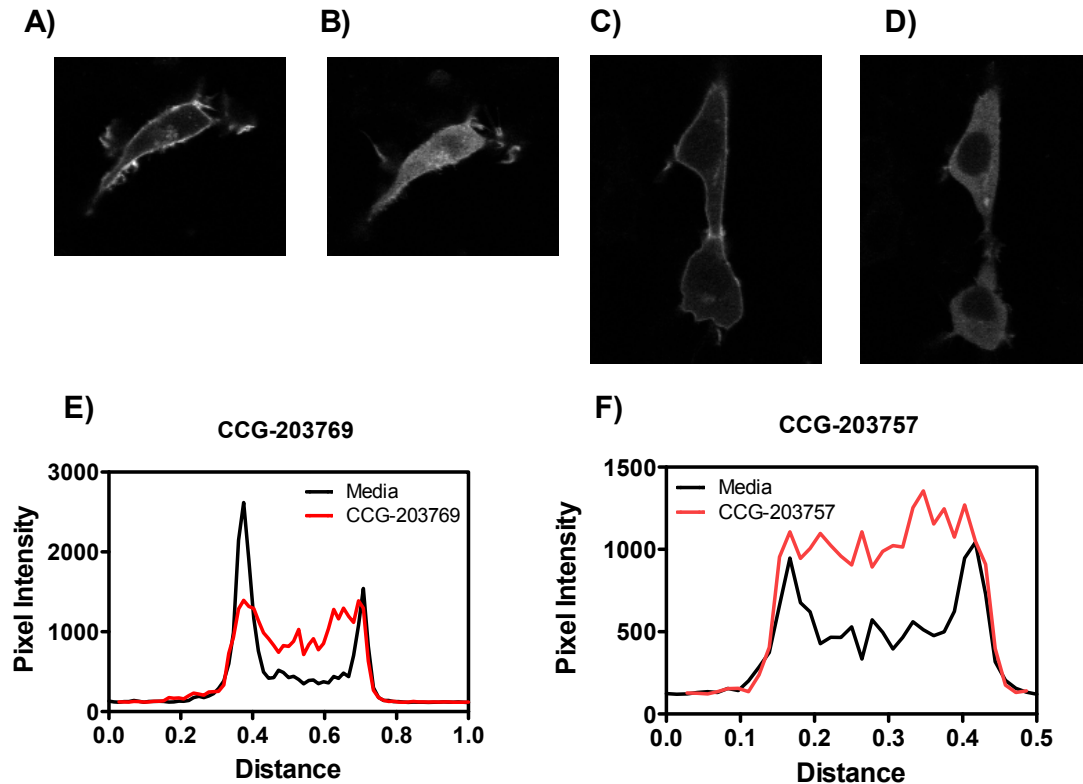 A)
B)
C)
D)
E)
CCG-203769
3000
2000
1000
0
Pixel Intensity
Media
CCG-203769
0.0 0.2 0.4 0.6 0.8 1.0
Distance
F)
CCG-203757
1500
1000
500
0
Pixel Intensity
Media
CCG-203757
0.0 0.1 0.2 0.3 0.4 0.5
Distance